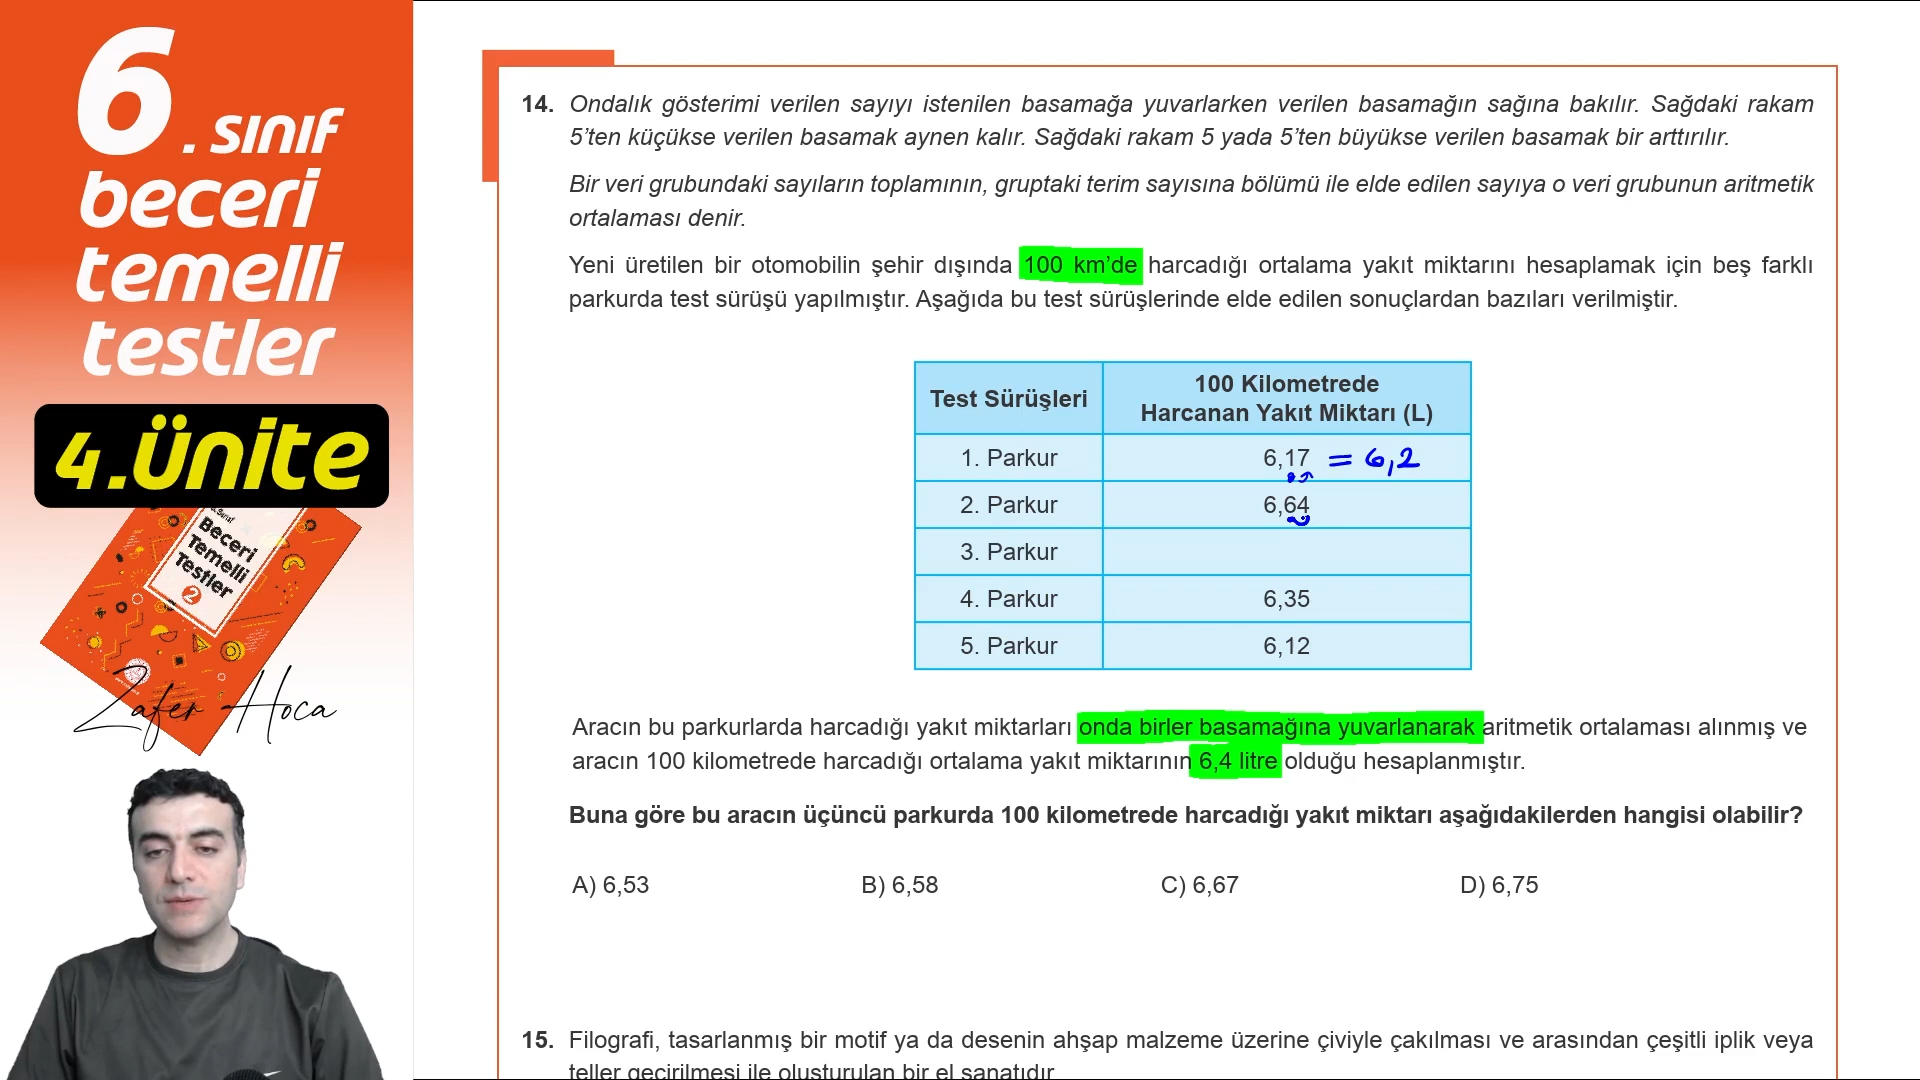 6. sınıf
beceri
temelli
testler
4.Ünite
Beceri
Temelli
Testler
2
Zafer Hoca
14. Ondalık gösterimi verilen sayıyı istenilen basamağa yuvarlarken verilen basamağın sağına bakılır. Sağdaki rakam
5’ten küçükse verilen basamak aynen kalır. Sağdaki rakam 5 yada 5’ten büyükse verilen basamak bir arttırılır.
Bir veri grubundaki sayıların toplamının, gruptaki terim sayısına bölümü ile elde edilen sayıya o veri grubunun aritmetik
ortalaması denir.
Yeni üretilen bir otomobilin şehir dışında 100 km’de harcadığı ortalama yakıt miktarını hesaplamak için beş farklı
parkurda test sürüşü yapılmıştır. Aşağıda bu test sürüşlerinde elde edilen sonuçlardan bazıları verilmiştir.
Test Sürüşleri 100 Kilometrede
Harcanan Yakıt Miktarı (L)
1. Parkur 6,17 = 6,2
2. Parkur 6,64
3. Parkur
4. Parkur 6,35
5. Parkur 6,12
Aracın bu parkurlarda harcadığı yakıt miktarları onda birler basamağına yuvarlanarak aritmetik ortalaması alınmış ve
aracın 100 kilometrede harcadığı ortalama yakıt miktarının 6,4 litre olduğu hesaplanmıştır.
Buna göre bu aracın üçüncü parkurda 100 kilometrede harcadığı yakıt miktarı aşağıdakilerden hangisi olabilir?
A) 6,53 B) 6,58 C) 6,67 D) 6,75
15. Filografi, tasarlanmış bir motif ya da desenin ahşap malzeme üzerine çiviyle çakılması ve arasından çeşitli iplik veya
teller geçirilmesi ile oluşturulan bir el sanatıdır